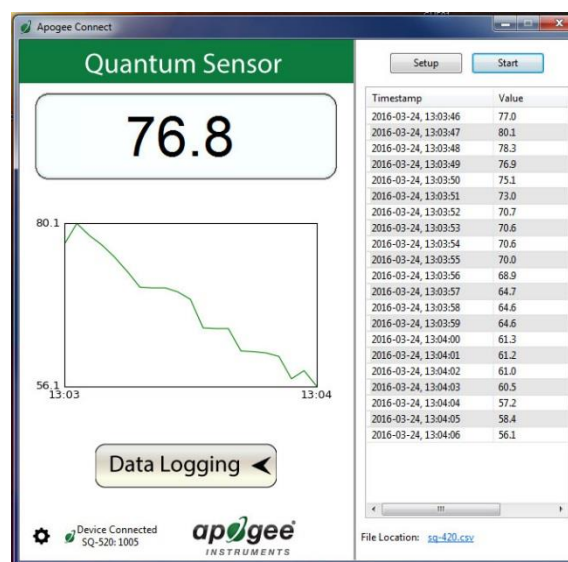 Apogee Connect
Quantum Sensor
76.8
80.1
56.1
13:03
13:04
Data Logging
Device Connected
SQ-520: 1005
apogee
INSTRUMENTS
Setup
Start
Timestamp Value
2016-03-24, 13:03:46 77.0
2016-03-24, 13:03:47 80.1
2016-03-24, 13:03:48 78.3
2016-03-24, 13:03:49 76.9
2016-03-24, 13:03:50 75.1
2016-03-24, 13:03:51 73.0
2016-03-24, 13:03:52 70.7
2016-03-24, 13:03:53 70.6
2016-03-24, 13:03:54 70.6
2016-03-24, 13:03:55 70.0
2016-03-24, 13:03:56 68.9
2016-03-24, 13:03:57 64.7
2016-03-24, 13:03:58 64.6
2016-03-24, 13:03:59 64.6
2016-03-24, 13:04:00 61.3
2016-03-24, 13:04:01 61.2
2016-03-24, 13:04:02 61.0
2016-03-24, 13:04:03 60.5
2016-03-24, 13:04:04 57.2
2016-03-24, 13:04:05 58.4
2016-03-24, 13:04:06 56.1
File Location: sq-420.csv